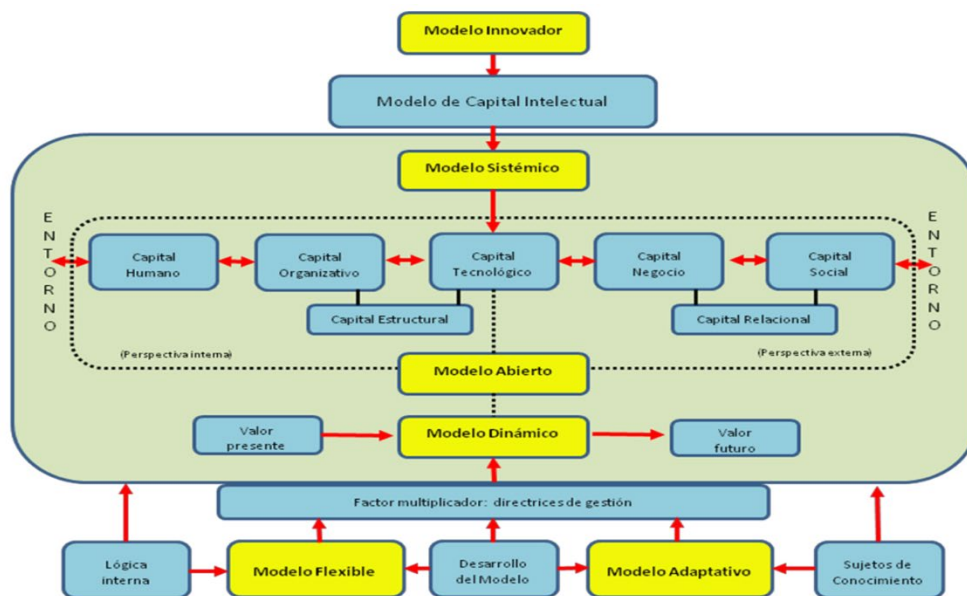 Modelo Innovador
Modelo de Capital Intelectual
Modelo Sistémico
ENTORNO
ENTORNO
Capital
Humano
Capital
Organizativo
Capital
Tecnológico
Capital
Negocio
Capital
Social
Capital Estructural
Capital Relacional
(Perspectiva interna)
(Perspectiva externa)
Modelo Abierto
Valor
presente
Modelo Dinámico
Valor
futuro
Factor multiplicador: directrices de gestión
Lógica
interna
Modelo Flexible
Desarrollo
del Modelo
Modelo Adaptativo
Sujetos de
Conocimiento